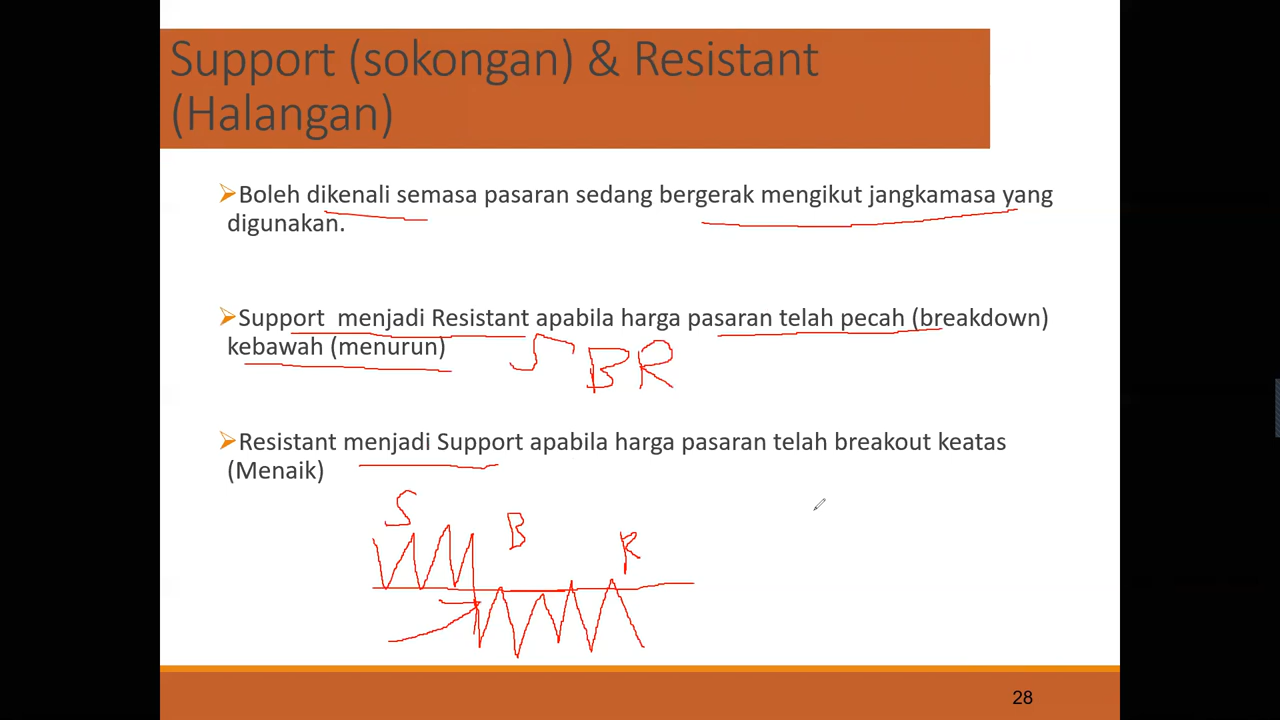 Support (sokongan) & Resistant
(Halangan)
➢Boleh dikenali semasa pasaran sedang bergerak mengikut jangkamasa yang
digunakan.
➢Support menjadi Resistant apabila harga pasaran telah pecah (breakdown)
kebawah (menurun)
S B R
➢Resistant menjadi Support apabila harga pasaran telah breakout keatas
(Menaik)
S B R
28